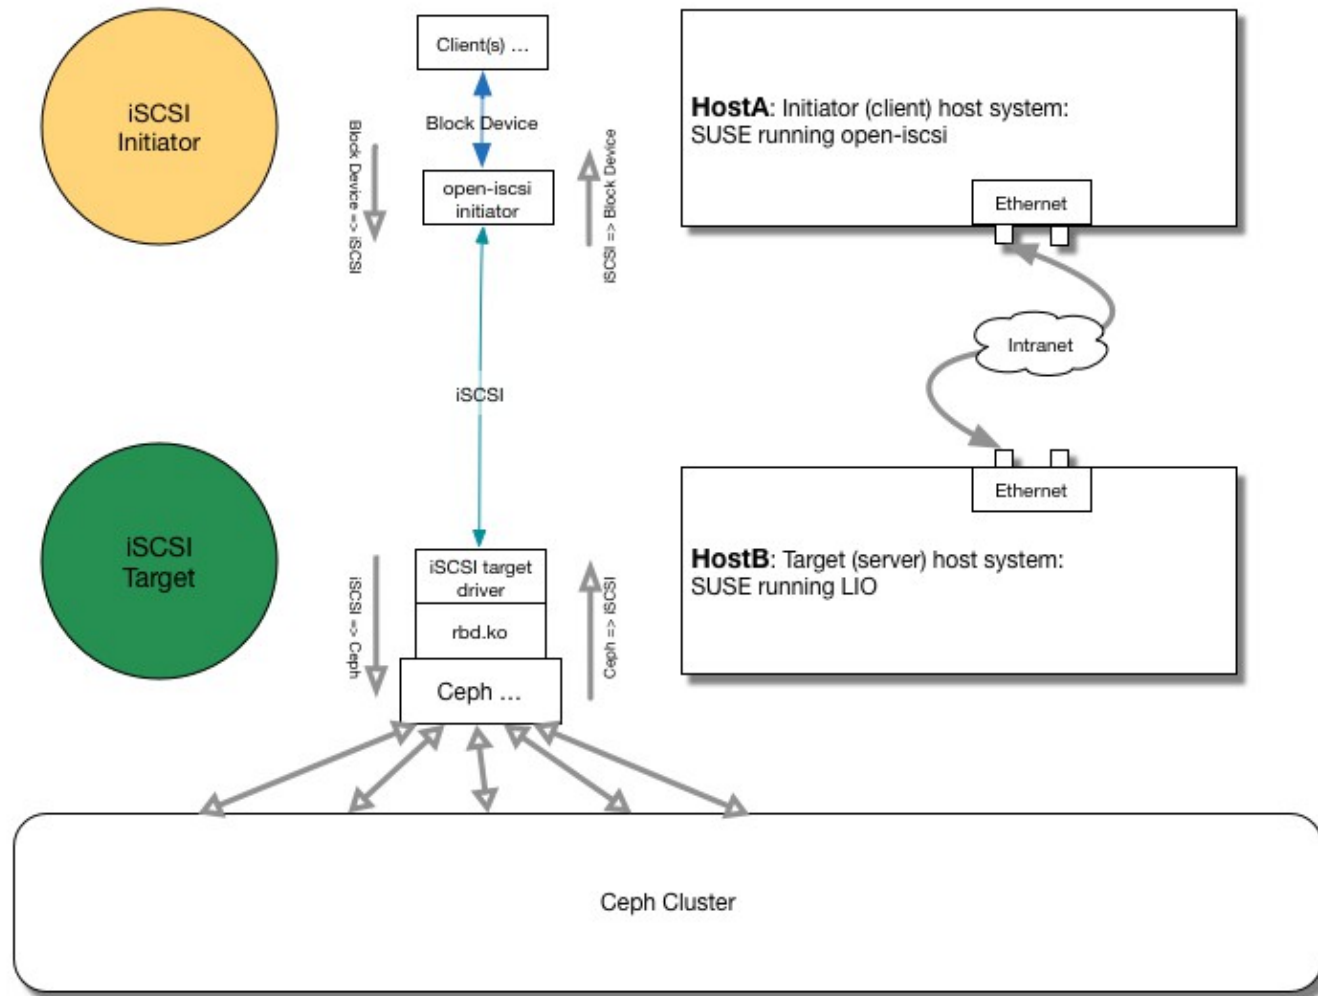 iSCSI
Initiator
Client(s) ...
Block Device
open-iscsi
initiator
Block Device => iSCSI
iSCSI => Block Device
HostA: Initiator (client) host system:
SUSE running open-iscsi
Ethernet
Intranet
iSCSI
iSCSI
Target
iSCSI target
driver
rbd.ko
Ceph ...
iSCSI => Ceph
Ceph => iSCSI
Ethernet
HostB: Target (server) host system:
SUSE running LIO
Ceph Cluster